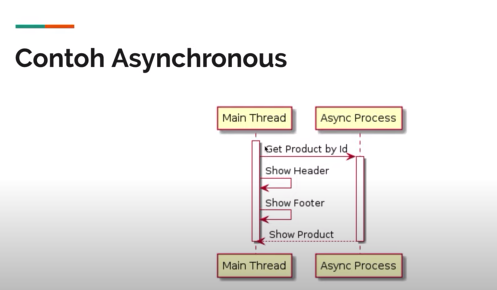 Contoh Asynchronous
Main Thread
Async Process
Get Product by Id
Show Header
Show Footer
Show Product
Main Thread
Async Process